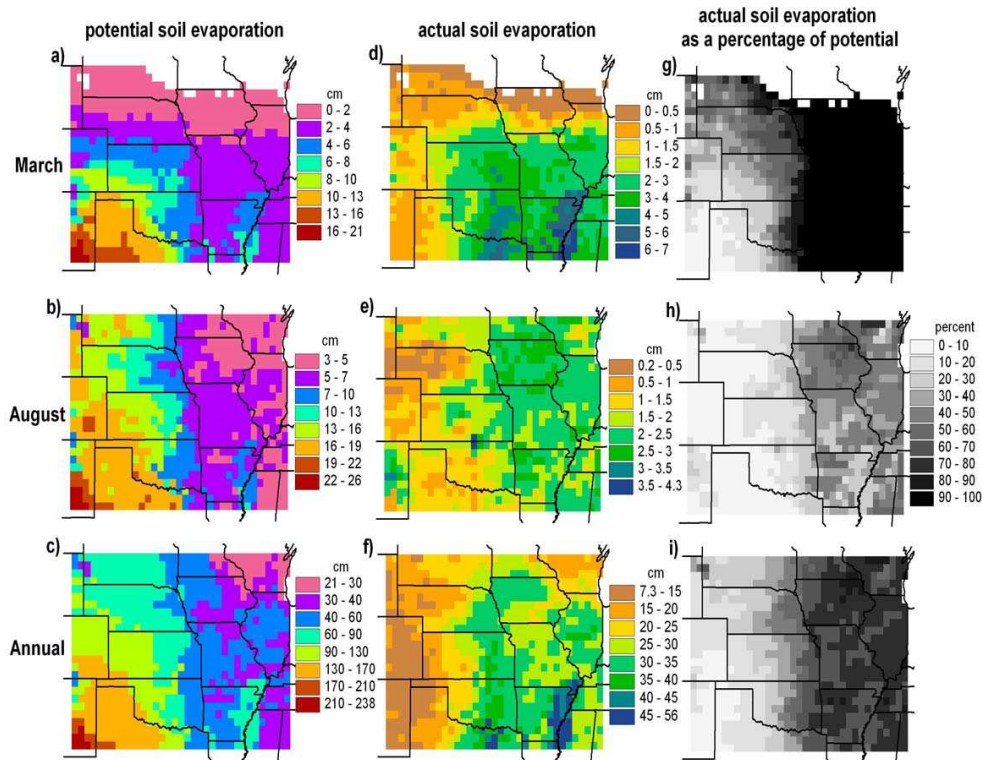 potential soil evaporation
actual soil evaporation
actual soil evaporation
as a percentage of potential
March
a)
cm
0 - 2
2 - 4
4 - 6
6 - 8
8 - 10
10 - 13
13 - 16
16 - 21
d)
cm
0 - 0.5
0.5 - 1
1 - 1.5
1.5 - 2
2 - 3
3 - 4
4 - 5
5 - 6
6 - 7
g)
August
b)
cm
3 - 5
5 - 7
7 - 10
10 - 13
13 - 16
16 - 19
19 - 22
22 - 26
e)
cm
0.2 - 0.5
0.5 - 1
1 - 1.5
1.5 - 2
2 - 2.5
2.5 - 3
3 - 3.5
3.5 - 4.3
h)
percent
0 - 10
10 - 20
20 - 30
30 - 40
40 - 50
50 - 60
60 - 70
70 - 80
80 - 90
90 - 100
Annual
c)
cm
21 - 30
30 - 40
40 - 60
60 - 90
90 - 130
130 - 170
170 - 210
210 - 238
f)
cm
7.3 - 15
15 - 20
20 - 25
25 - 30
30 - 35
35 - 40
40 - 45
45 - 56
i)